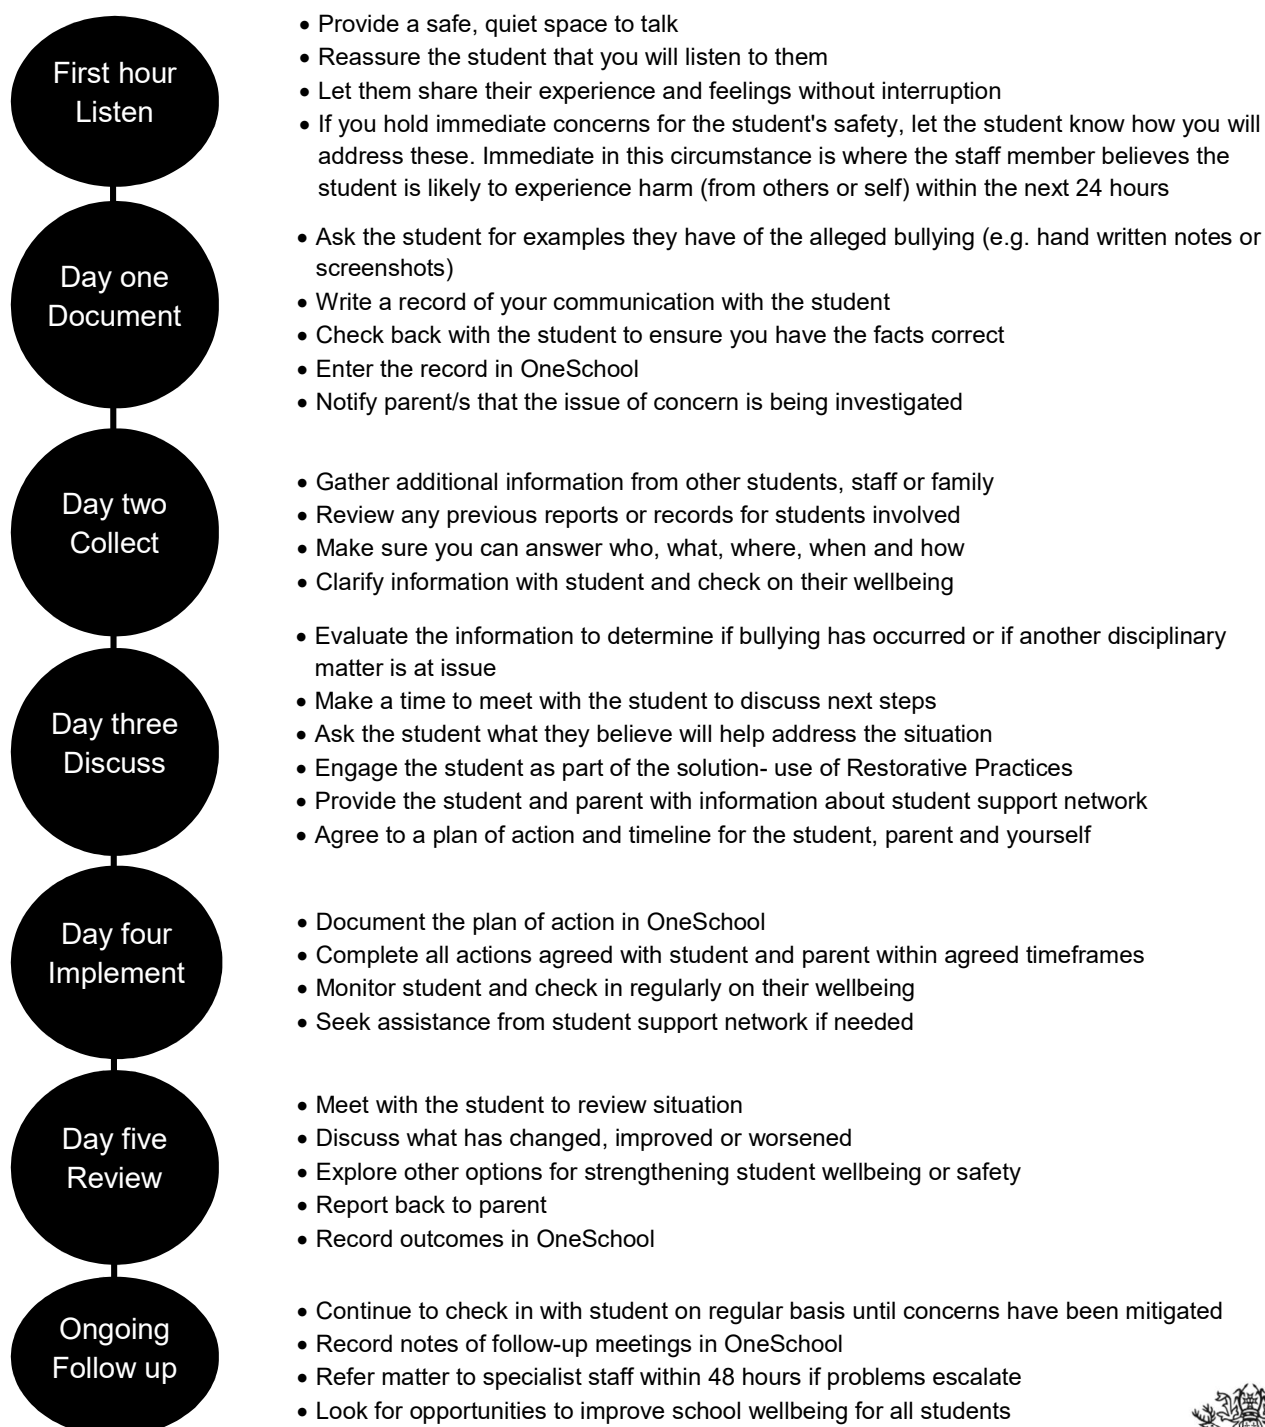 First hour
Listen
• Provide a safe, quiet space to talk
• Reassure the student that you will listen to them
• Let them share their experience and feelings without interruption
• If you hold immediate concerns for the student's safety, let the student know how you will
address these. Immediate in this circumstance is where the staff member believes the
student is likely to experience harm (from others or self) within the next 24 hours
Day one
Document
• Ask the student for examples they have of the alleged bullying (e.g. hand written notes or
screenshots)
• Write a record of your communication with the student
• Check back with the student to ensure you have the facts correct
• Enter the record in OneSchool
• Notify parent/s that the issue of concern is being investigated
Day two
Collect
• Gather additional information from other students, staff or family
• Review any previous reports or records for students involved
• Make sure you can answer who, what, where, when and how
• Clarify information with student and check on their wellbeing
Day three
Discuss
• Evaluate the information to determine if bullying has occurred or if another disciplinary
matter is at issue
• Make a time to meet with the student to discuss next steps
• Ask the student what they believe will help address the situation
• Engage the student as part of the solution- use of Restorative Practices
• Provide the student and parent with information about student support network
• Agree to a plan of action and timeline for the student, parent and yourself
Day four
Implement
• Document the plan of action in OneSchool
• Complete all actions agreed with student and parent within agreed timeframes
• Monitor student and check in regularly on their wellbeing
• Seek assistance from student support network if needed
Day five
Review
• Meet with the student to review situation
• Discuss what has changed, improved or worsened
• Explore other options for strengthening student wellbeing or safety
• Report back to parent
• Record outcomes in OneSchool
Ongoing
Follow up
• Continue to check in with student on regular basis until concerns have been mitigated
• Record notes of follow-up meetings in OneSchool
• Refer matter to specialist staff within 48 hours if problems escalate
• Look for opportunities to improve school wellbeing for all students